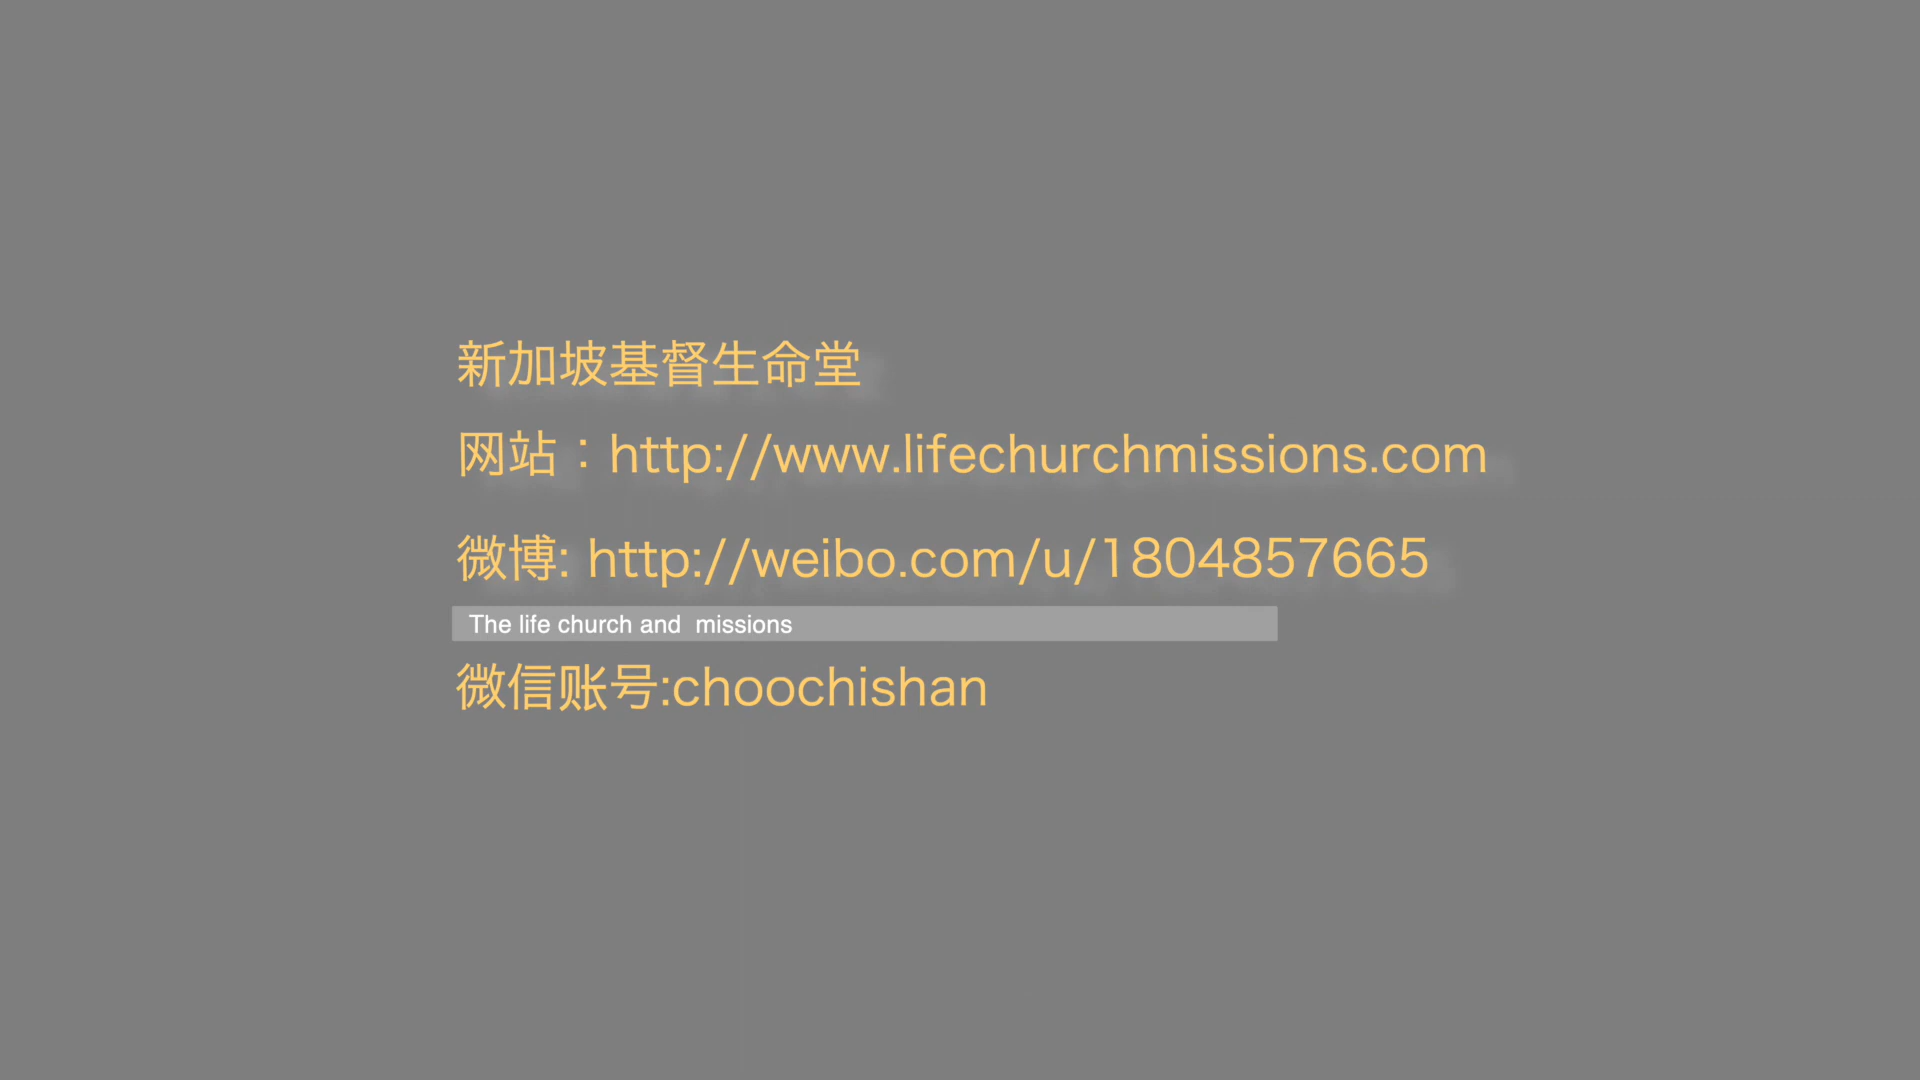 新加坡基督生命堂
网站：http://www.lifechurchmissions.com
微博: http://weibo.com/u/1804857665
The life church and  missions
微信账号:choochishan